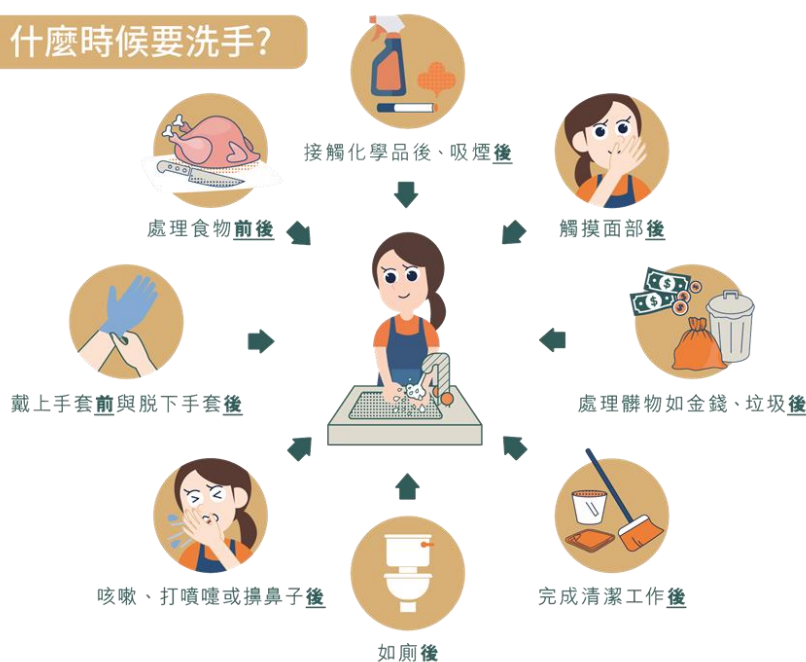 什麼時候要洗手?
接觸化學品後、吸煙後
處理食物前後
觸摸面部後
戴上手套前與脱下手套後
處理髒物如金錢、垃圾後
咳嗽、打噴嚏或擤鼻子後
完成清潔工作後
如廁後